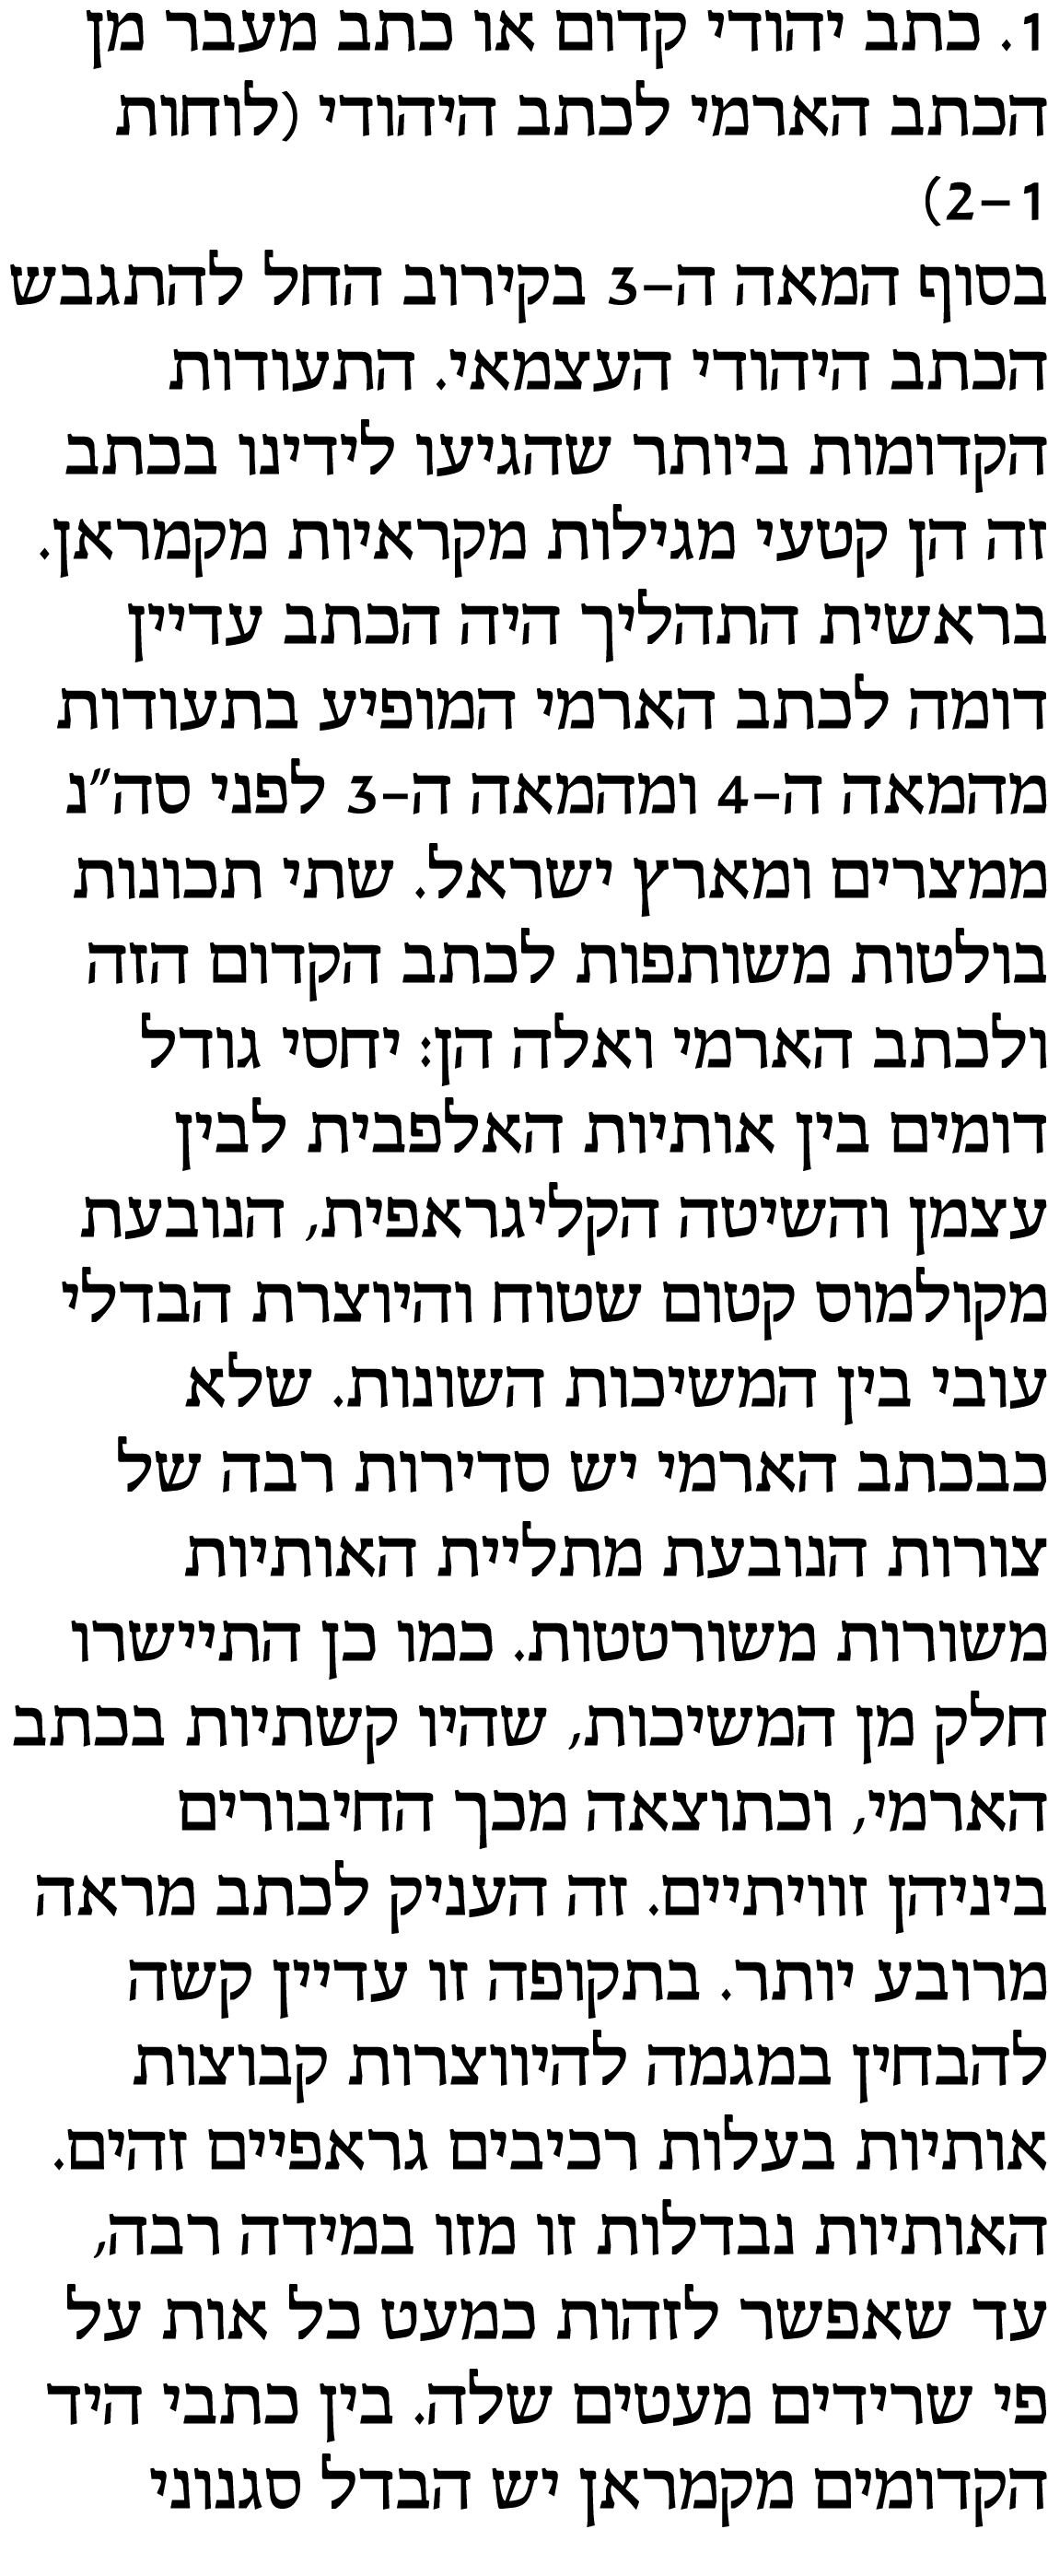 1. כתב יהודי קדום או כתב מעבר מן
הכתב הארמי לכתב היהודי (לוחות
1–2)
בסוף המאה ה–3 בקירוב החל להתגבש
הכתב היהודי העצמאי. התעודות
הקדומות ביותר שהגיעו לידינו בכתב
זה הן קטעי מגילות מקראיות מקמראן.
בראשית התהליך היה הכתב עדיין
דומה לכתב הארמי המופיע בתעודות
מהמאה ה–4 ומהמאה ה–3 לפני סה״נ
ממצרים ומארץ ישראל. שתי תכונות
בולטות משותפות לכתב הקדום הזה
ולכתב הארמי ואלה הן: יחסי גודל
דומים בין אותיות האלפבית לבין
עצמן והשיטה הקליגראפית, הנובעת
מקולמוס קטום שטוח והיוצרת הבדלי
עובי בין המשיכות השונות. שלא
כבכתב הארמי יש סדירות רבה של
צורות הנובעת מתליית האותיות
משורות משורטטות. כמו כן התיישרו
חלק מן המשיכות, שהיו קשתיות בכתב
הארמי, וכתוצאה מכך החיבורים
ביניהן זוויתיים. זה העניק לכתב מראה
מרובע יותר. בתקופה זו עדיין קשה
להבחין במגמה להיווצרות קבוצות
אותיות בעלות רכיבים גראפיים זהים.
האותיות נבדלות זו מזו במידה רבה,
עד שאפשר לזהות כמעט כל אות על
פי שרידים מעטים שלה. בין כתבי היד
הקדומים מקמראן יש הבדל סגנוני